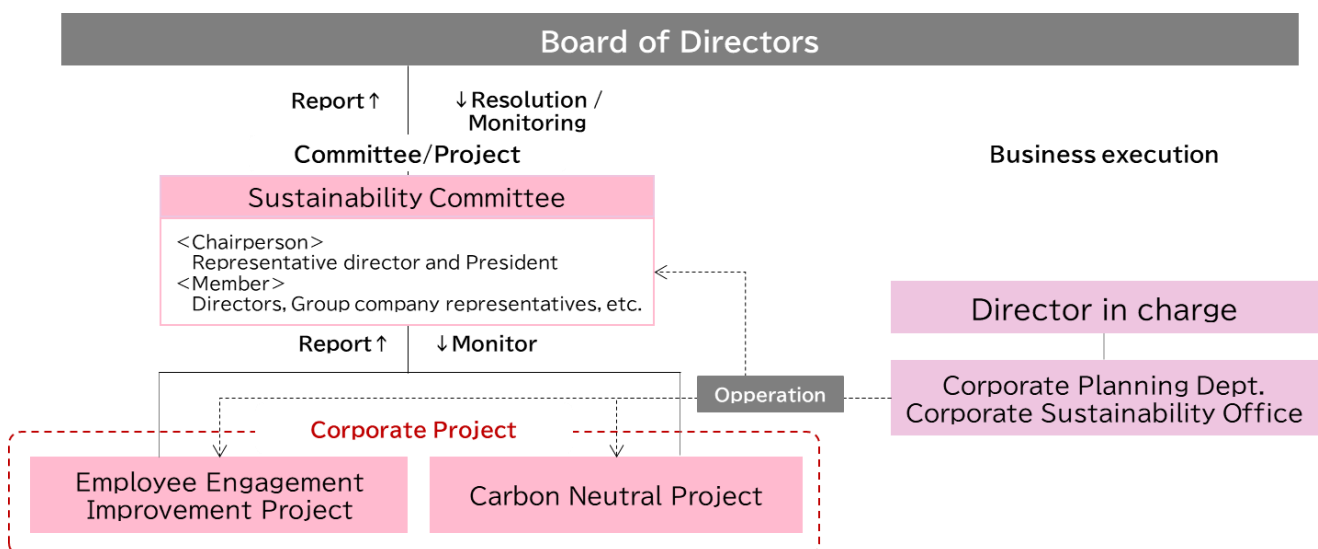 Board of Directors
Report↑
↓Resolution /
Monitoring
Committee/Project
Business execution
Sustainability Committee
<Chairperson>
Representative director and President
<Member>
Directors, Group company representatives, etc.
Director in charge
Report↑
↓Monitor
Opperation
Corporate Planning Dept.
Corporate Sustainability Office
Corporate Project
Employee Engagement
Improvement Project
Carbon Neutral Project